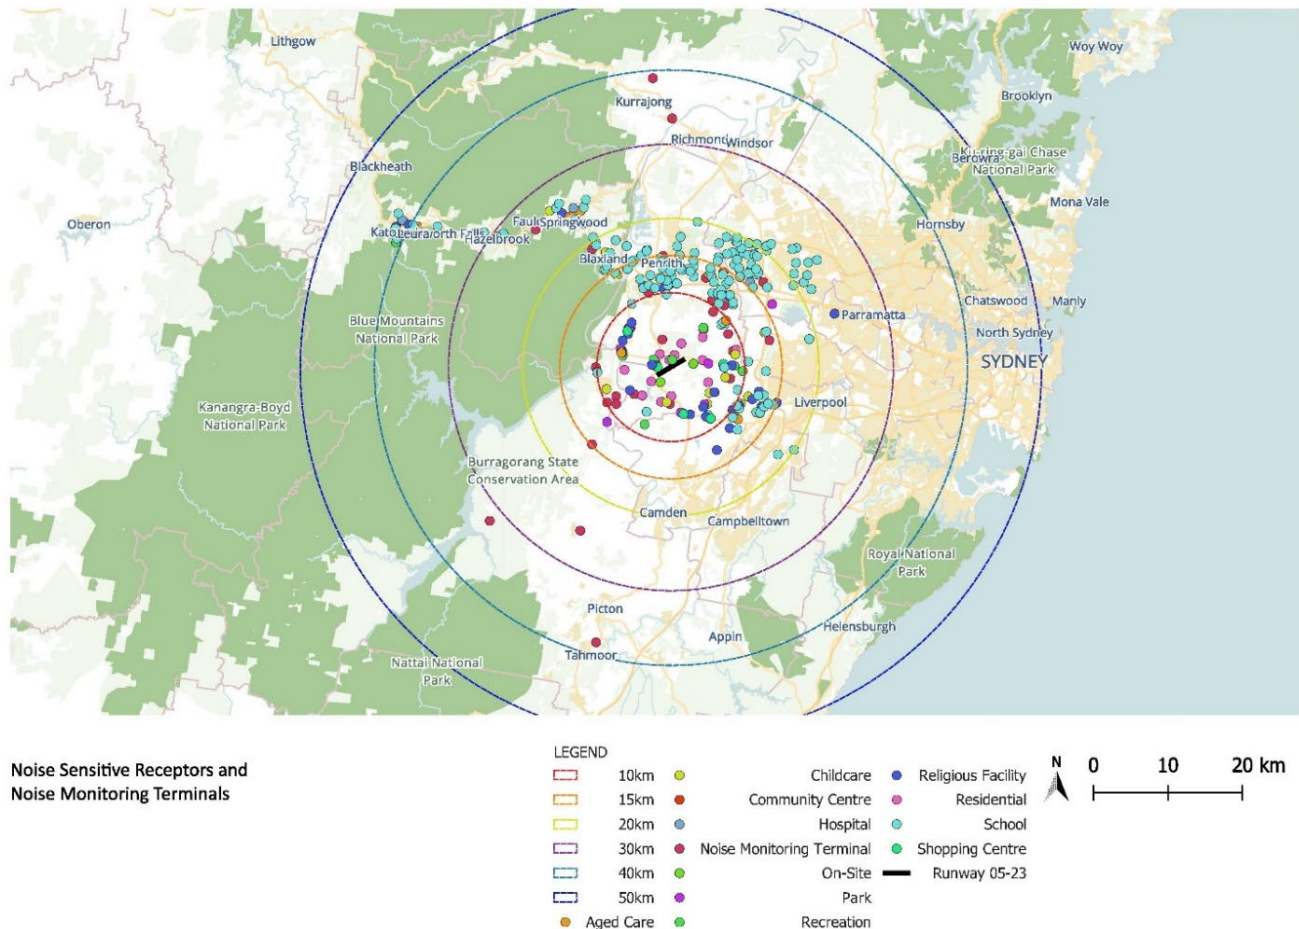 Woy Woy
Lithgow
Brooklyn
Kurrajong
Richmond
Windsor
Blackheath
Berowra
Ku-ring-gai Chase
National Park
Mona Vale
Oberon
Hornsby
Springwood
Hazelbrook
Blaxland
Penrith
Chatswood
Manly
Parramatta
Blue Mountains
National Park
North Sydney
SYDNEY
Kanangra-Boyd
National Park
Liverpool
Burragorang State
Conservation Area
Camden
Campbelltown
Royal National
Park
Picton
Appin
Helensburgh
Tahmoor
Nattai National
Park
Noise Sensitive Receptors and
Noise Monitoring Terminals
LEGEND
10km
15km
20km
30km
40km
50km
Aged Care
Childcare
Community Centre
Hospital
Noise Monitoring Terminal
On-Site
Park
Recreation
Religious Facility
Residential
School
Shopping Centre
Runway 05-23
N
0 10 20 km